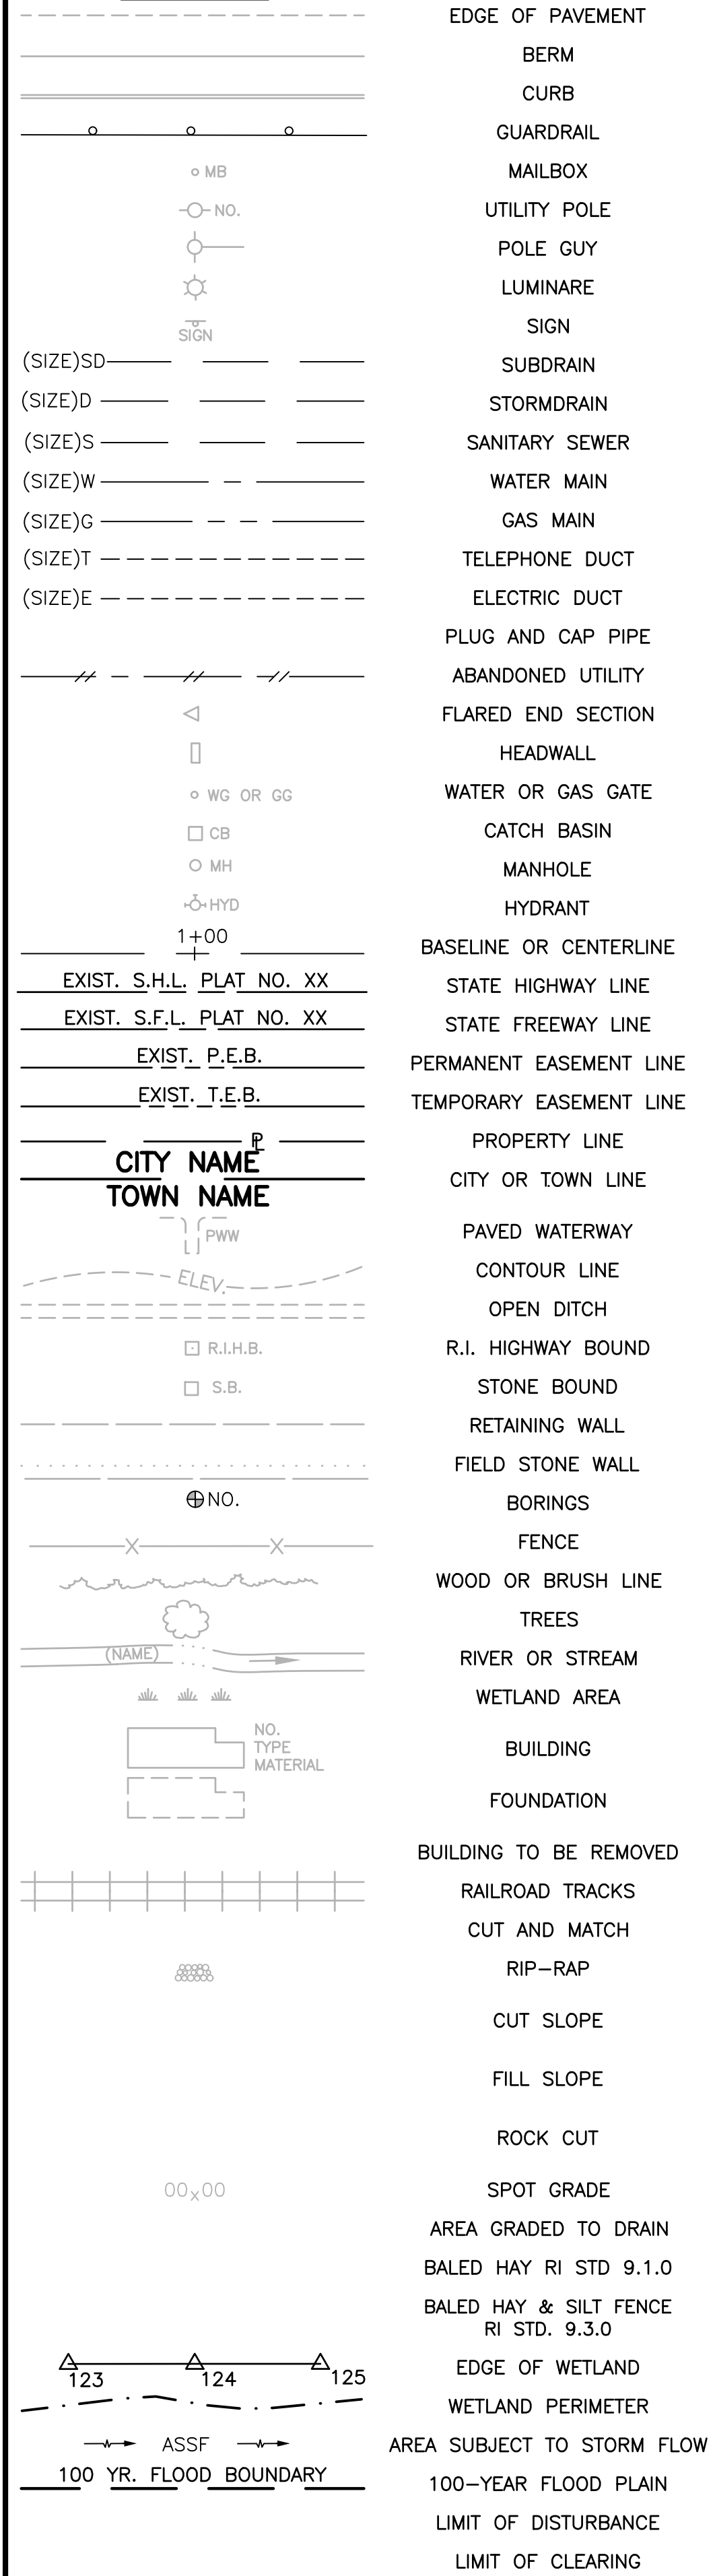 EDGE OF PAVEMENT
BERM
CURB
GUARDRAIL
MB MAILBOX
NO. UTILITY POLE
POLE GUY
LUMINARE
SIGN SIGN
(SIZE)SD SUBDRAIN
(SIZE)D STORMDRAIN
(SIZE)S SANITARY SEWER
(SIZE)W WATER MAIN
(SIZE)G GAS MAIN
(SIZE)T TELEPHONE DUCT
(SIZE)E ELECTRIC DUCT
PLUG AND CAP PIPE
ABANDONED UTILITY
FLARED END SECTION
HEADWALL
WG OR GG WATER OR GAS GATE
CB CATCH BASIN
MH MANHOLE
HYD HYDRANT
1+00 BASELINE OR CENTERLINE
EXIST. S.H.L. PLAT NO. XX STATE HIGHWAY LINE
EXIST. S.F.L. PLAT NO. XX STATE FREEWAY LINE
EXIST. P.E.B. PERMANENT EASEMENT LINE
EXIST. T.E.B. TEMPORARY EASEMENT LINE
PL PROPERTY LINE
CITY NAME
CITY OR TOWN LINE
TOWN NAME
PWW PAVED WATERWAY
ELEV. CONTOUR LINE
OPEN DITCH
R.I.H.B. R.I. HIGHWAY BOUND
S.B. STONE BOUND
RETAINING WALL
FIELD STONE WALL
NO. BORINGS
X X FENCE
WOOD OR BRUSH LINE
TREES
(NAME) RIVER OR STREAM
WETLAND AREA
NO.
TYPE BUILDING
MATERIAL
FOUNDATION
BUILDING TO BE REMOVED
RAILROAD TRACKS
CUT AND MATCH
RIP-RAP
CUT SLOPE
FILL SLOPE
ROCK CUT
00x00 SPOT GRADE
AREA GRADED TO DRAIN
BALED HAY RI STD 9.1.0
BALED HAY & SILT FENCE
RI STD. 9.3.0
123 124 125 EDGE OF WETLAND
WETLAND PERIMETER
ASSF AREA SUBJECT TO STORM FLOW
100 YR. FLOOD BOUNDARY 100-YEAR FLOOD PLAIN
LIMIT OF DISTURBANCE
LIMIT OF CLEARING